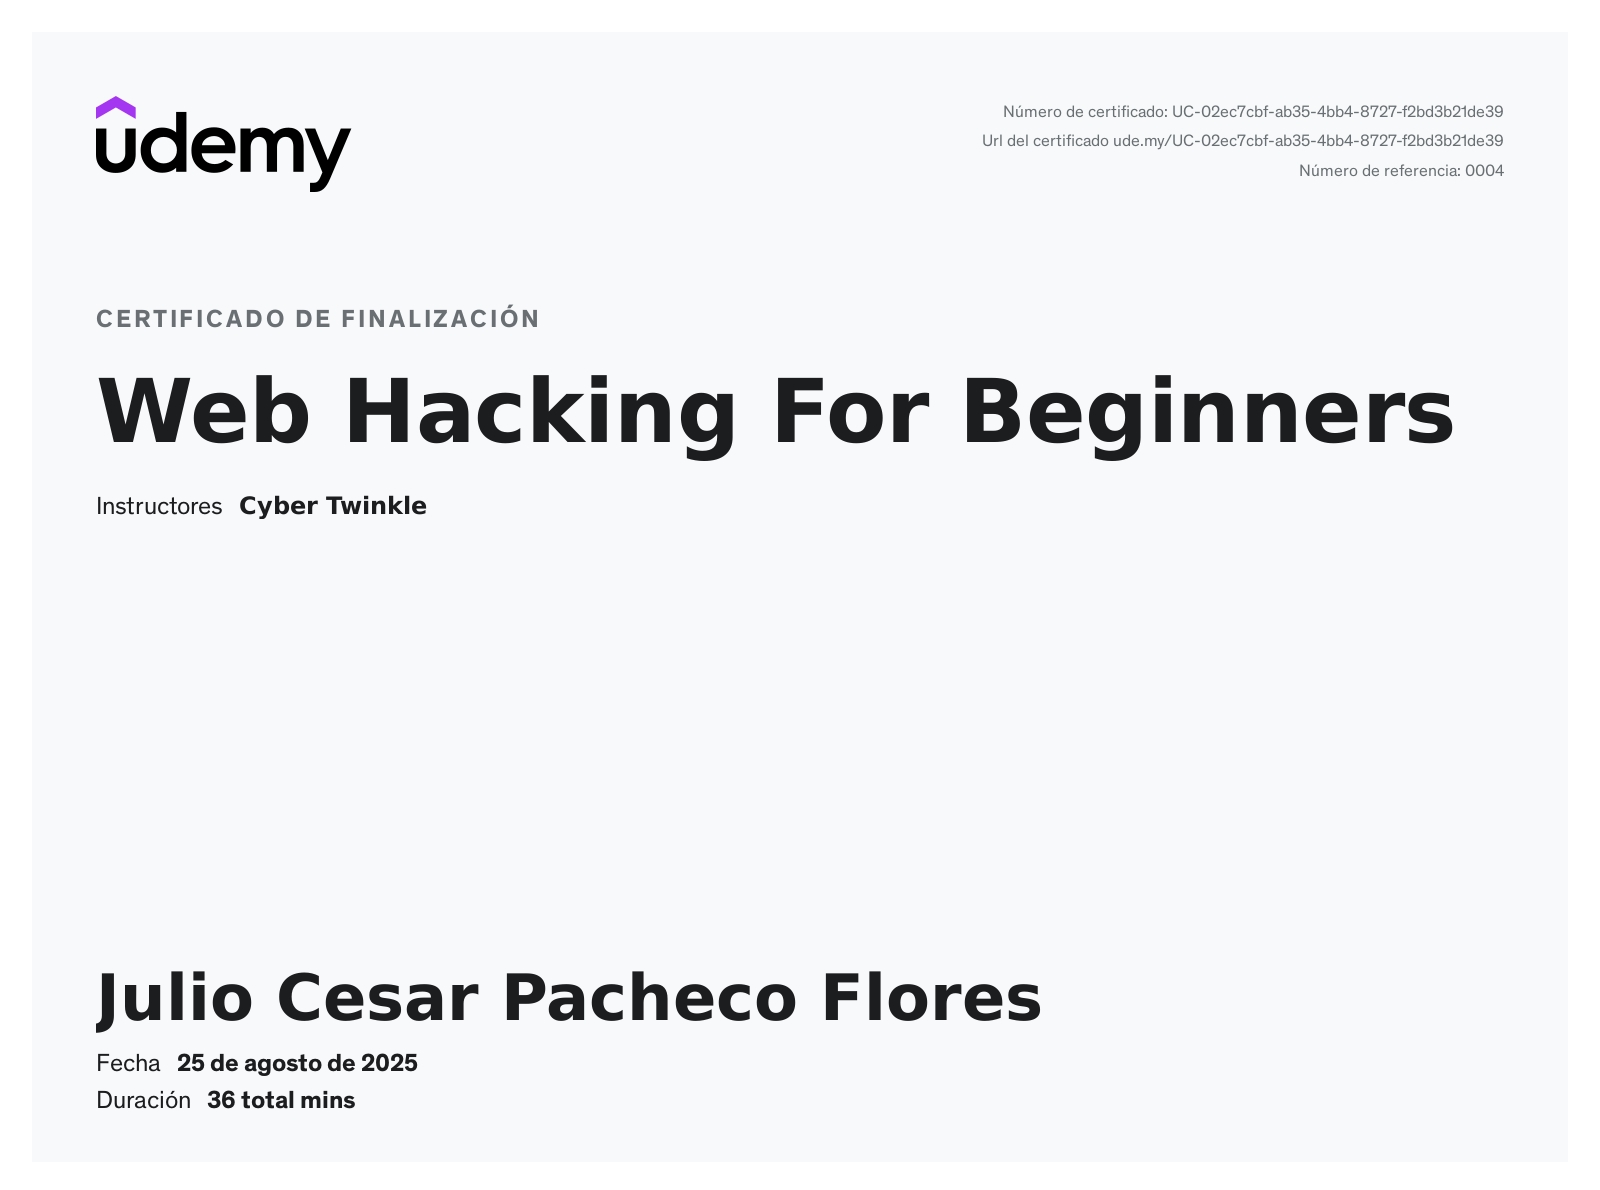 udemy
Número de certificado: UC-02ec7cbf-ab35-4bb4-8727-f2bd3b21de39
Url del certificado ude.my/UC-02ec7cbf-ab35-4bb4-8727-f2bd3b21de39
Número de referencia: 0004
CERTIFICADO DE FINALIZACIÓN
Web Hacking For Beginners
Instructores Cyber Twinkle
Julio Cesar Pacheco Flores
Fecha 25 de agosto de 2025
Duración 36 total mins